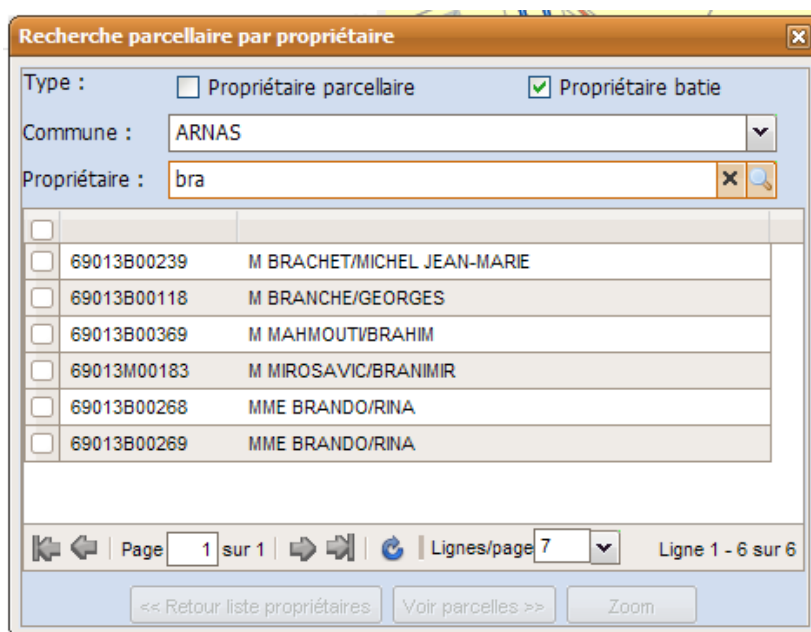 Recherche parcellaire par propriétaire
Type : Propriétaire parcellaire Propriétaire batie
Commune : ARNAS
Propriétaire : bra
69013B00239 M BRACHET/MICHEL JEAN-MARIE
69013B00118 M BRANCHE/GEORGES
69013B00369 M MAHMOUTI/BRAHIM
69013M00183 M MIROSAVIC/BRANIMIR
69013B00268 MME BRANDO/RINA
69013B00269 MME BRANDO/RINA
Page 1 sur 1 Lignes/page 7 Ligne 1 - 6 sur 6
<< Retour liste propriétaires Voir parcelles >> Zoom